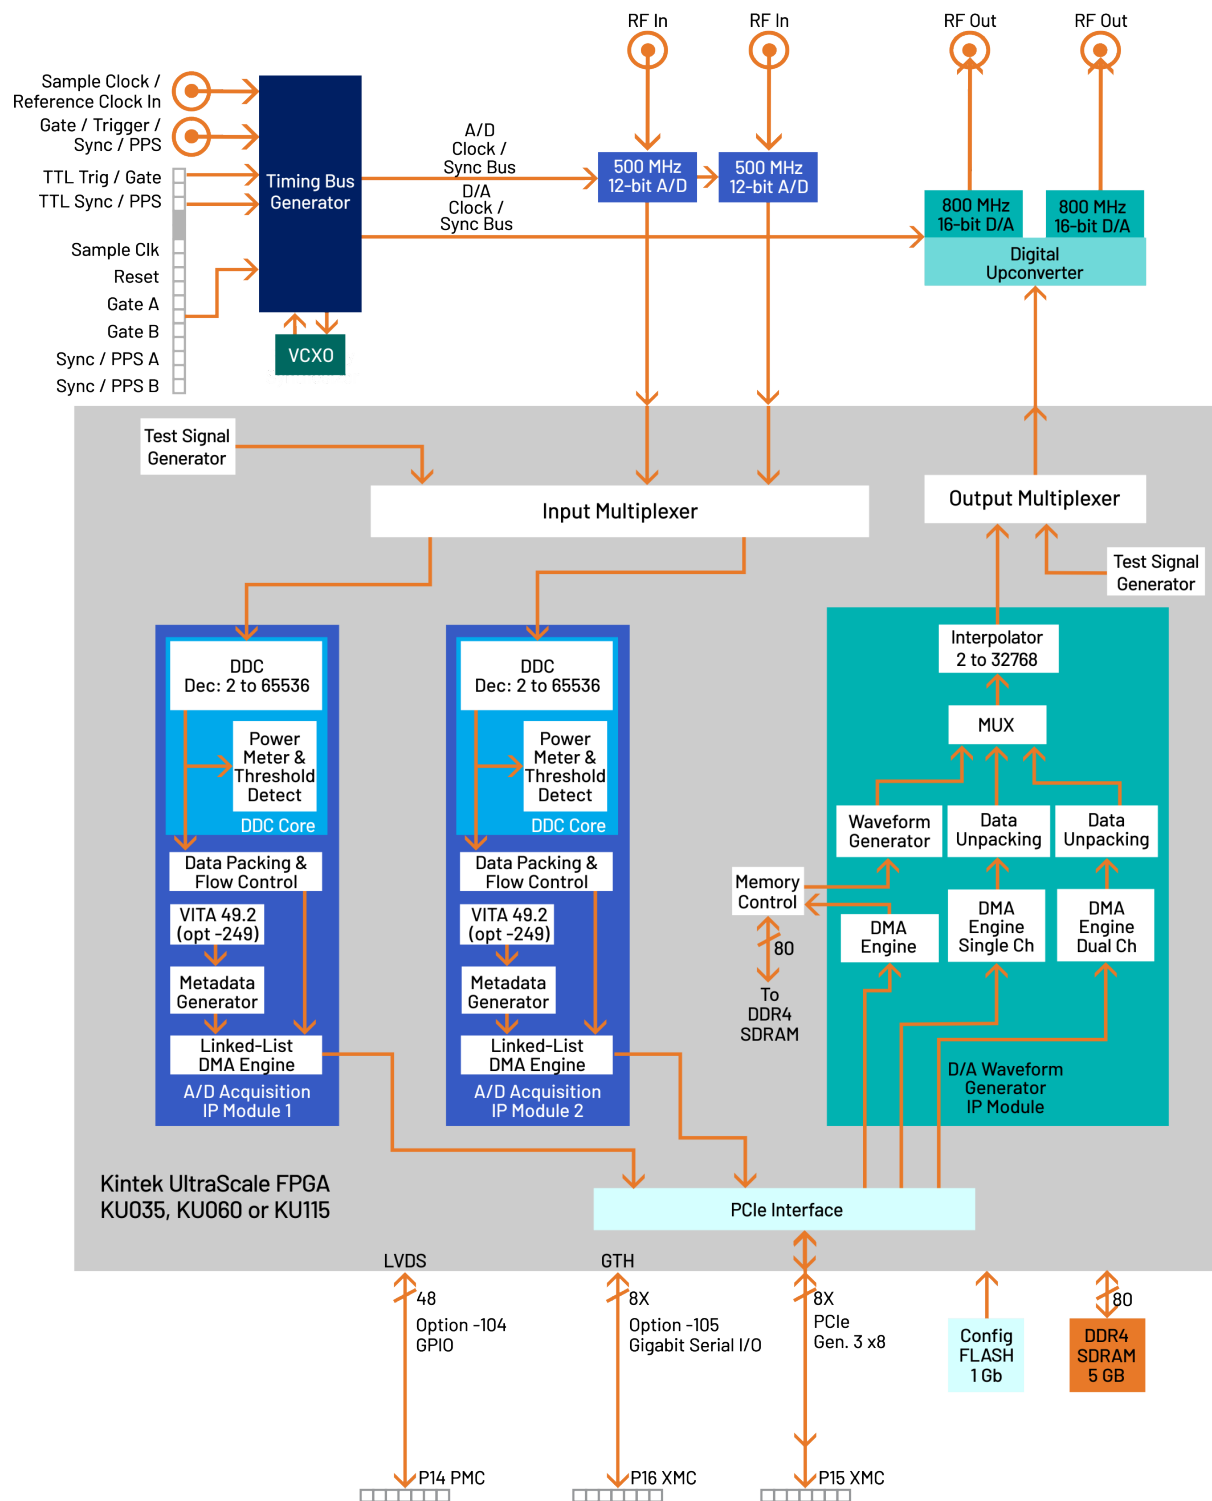 RF In
RF In
RF Out
RF Out
Sample Clock /
Reference Clock In
Gate / Trigger /
Sync / PPS
TTL Trig / Gate
TTL Sync / PPS
Sample Clk
Reset
Gate A
Gate B
Sync / PPS A
Sync / PPS B
Timing Bus
Generator
VCXO
A/D
Clock /
Sync Bus
D/A
Clock /
Sync Bus
500 MHz
12-bit A/D
500 MHz
12-bit A/D
800 MHz
16-bit D/A
800 MHz
16-bit D/A
Digital
Upconverter
Test Signal
Generator
Input Multiplexer
Output Multiplexer
Test Signal
Generator
DDC
Dec: 2 to 65536
Power
Meter &
Threshold
Detect
DDC Core
Data Packing &
Flow Control
VITA 49.2
(opt -249)
Metadata
Generator
Linked-List
DMA Engine
A/D Acquisition
IP Module 1
DDC
Dec: 2 to 65536
Power
Meter &
Threshold
Detect
DDC Core
Data Packing &
Flow Control
VITA 49.2
(opt -249)
Metadata
Generator
Linked-List
DMA Engine
A/D Acquisition
IP Module 2
Interpolator
2 to 32768
MUX
Waveform
Generator
Data
Unpacking
Data
Unpacking
Memory
Control
80
To
DDR4
SDRAM
DMA
Engine
DMA
Engine
Single Ch
DMA
Engine
Dual Ch
D/A Waveform
Generator
IP Module
Kintek UltraScale FPGA
KU035, KU060 or KU115
PCIe Interface
LVDS
48
Option -104
GPIO
P14 PMC
GTH
8X
Option -105
Gigabit Serial I/O
P16 XMC
8X
PCIe
Gen. 3 x8
P15 XMC
Config
FLASH
1 Gb
80
DDR4
SDRAM
5 GB